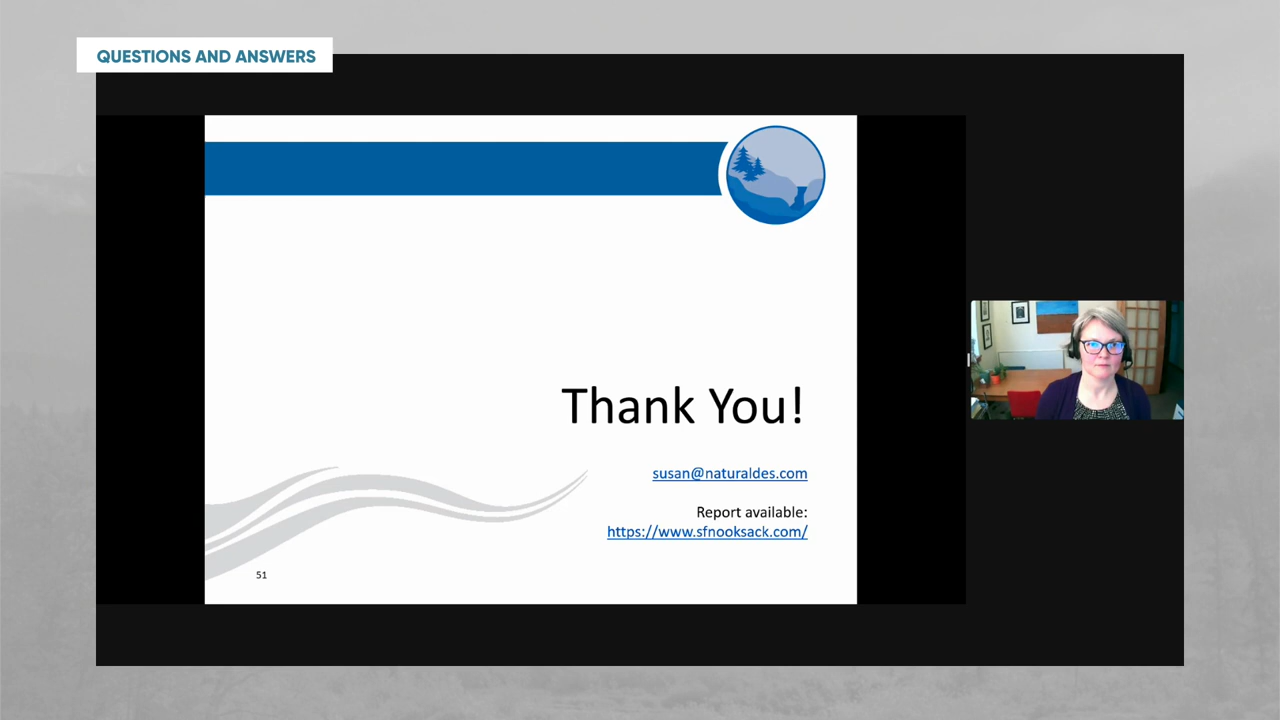 QUESTIONS AND ANSWERS
Thank You!
susan@naturaldes.com
Report available:
https://www.sfnooksack.com/
51